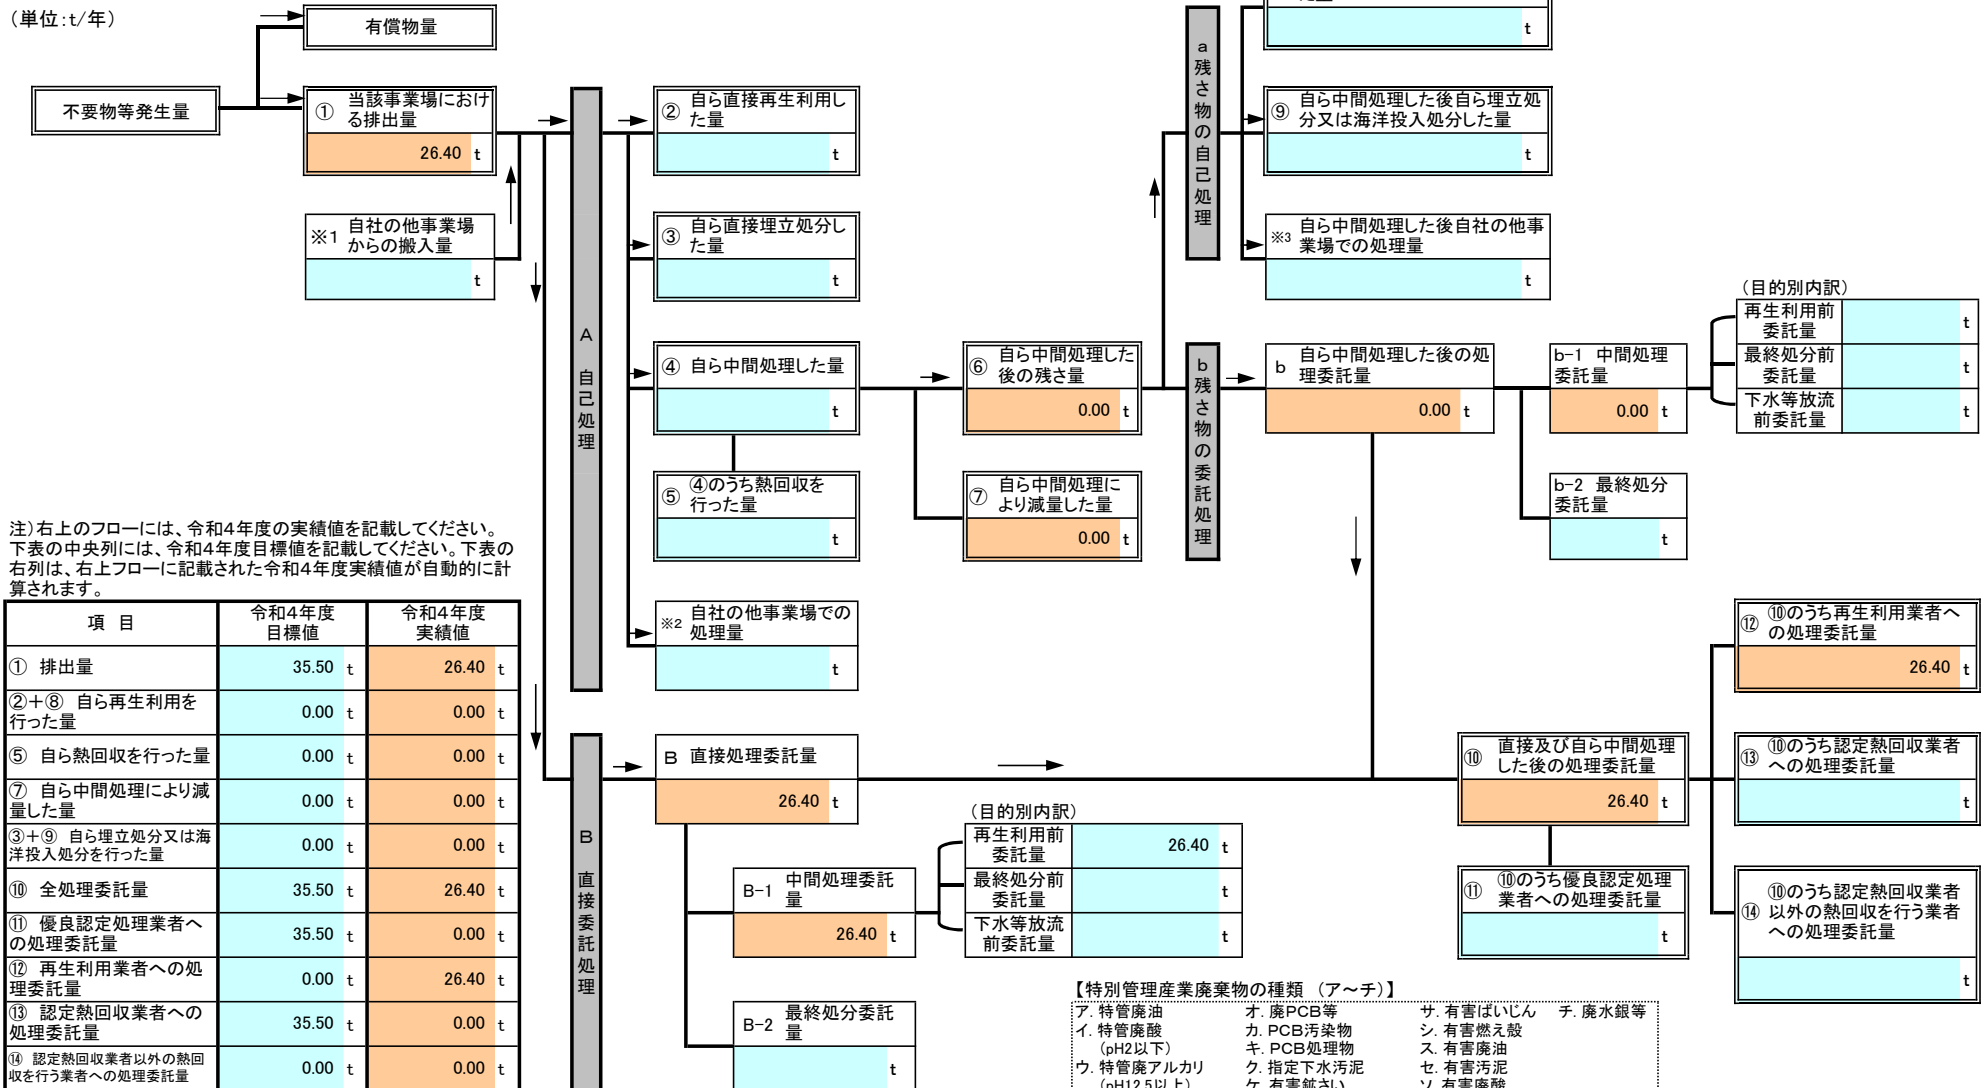 （単位：t/年）
有償物量
不要物等発生量
① 当該事業場におけ
る排出量
26.40 t
※1 自社の他事業場
からの搬入量
t
A 自己処理
② 自ら直接再生利用し
た量
t
③ 自ら直接埋立処分し
た量
t
④ 自ら中間処理した量
t
⑤ ④のうち熱回収を
行った量
t
※2 自社の他事業場での
処理量
t
⑥ 自ら中間処理した
後の残さ量
0.00 t
⑦ 自ら中間処理に
より減量した量
0.00 t
a 残さ物の自己処理
t
⑨ 自ら中間処理した後自ら埋立処
分又は海洋投入処分した量
t
※3 自ら中間処理した後自社の他事
業場での処理量
t
b 残さ物の委託処理
b 自ら中間処理した後の処
理委託量
0.00 t
b-1 中間処理
委託量
0.00 t
b-2 最終処分
委託量
t
（目的別内訳）
再生利用前
委託量
t
最終処分前
委託量
t
下水等放流
前委託量
t
注）右上のフローには、令和4年度の実績値を記載してください。
下表の中央列には、令和4年度目標値を記載してください。下表の
右列は、右上フローに記載された令和4年度実績値が自動的に計
算されます。
項 目 令和4年度 目標値 令和4年度 実績値
① 排出量 35.50 t 26.40 t
②＋⑧ 自ら再生利用を
行った量 0.00 t 0.00 t
⑤ 自ら熱回収を行った量 0.00 t 0.00 t
⑦ 自ら中間処理により減
量した量 0.00 t 0.00 t
③＋⑨ 自ら埋立処分又は海
洋投入処分を行った量 0.00 t 0.00 t
⑩ 全処理委託量 35.50 t 26.40 t
⑪ 優良認定処理業者へ
の処理委託量 35.50 t 0.00 t
⑫ 再生利用業者への処
理委託量 0.00 t 26.40 t
⑬ 認定熱回収業者への
処理委託量 35.50 t 0.00 t
⑭ 認定熱回収業者以外の熱回
収を行う業者への処理委託量 0.00 t 0.00 t
B 直接委託処理
B 直接処理委託量
26.40 t
B-1 中間処理委託
量
26.40 t
B-2 最終処分委託
量
t
（目的別内訳）
再生利用前
委託量
26.40 t
最終処分前
委託量
t
下水等放流
前委託量
t
⑩ 直接及び自ら中間処理
した後の処理委託量
26.40 t
⑪ ⑩のうち優良認定処理
業者への処理委託量
t
⑫ ⑩のうち再生利用業者へ
の処理委託量
26.40 t
⑬ ⑩のうち認定熱回収業者
への処理委託量
t
⑭ ⑩のうち認定熱回収業者
以外の熱回収を行う業者
への処理委託量
t
【特別管理産業廃棄物の種類 （ア～チ）】
ア. 特管廃油 オ. 廃PCB等 サ. 有害ばいじん チ. 廃水銀等
イ. 特管廃酸 カ. PCB汚染物 シ. 有害燃え殻
（pH2以下） キ. PCB処理物 ス. 有害廃油
ウ. 特管廃アルカリ ク. 指定下水汚泥 セ. 有害汚泥
（pH12.5以上） ケ. 有害鉱さい ソ. 有害廃酸